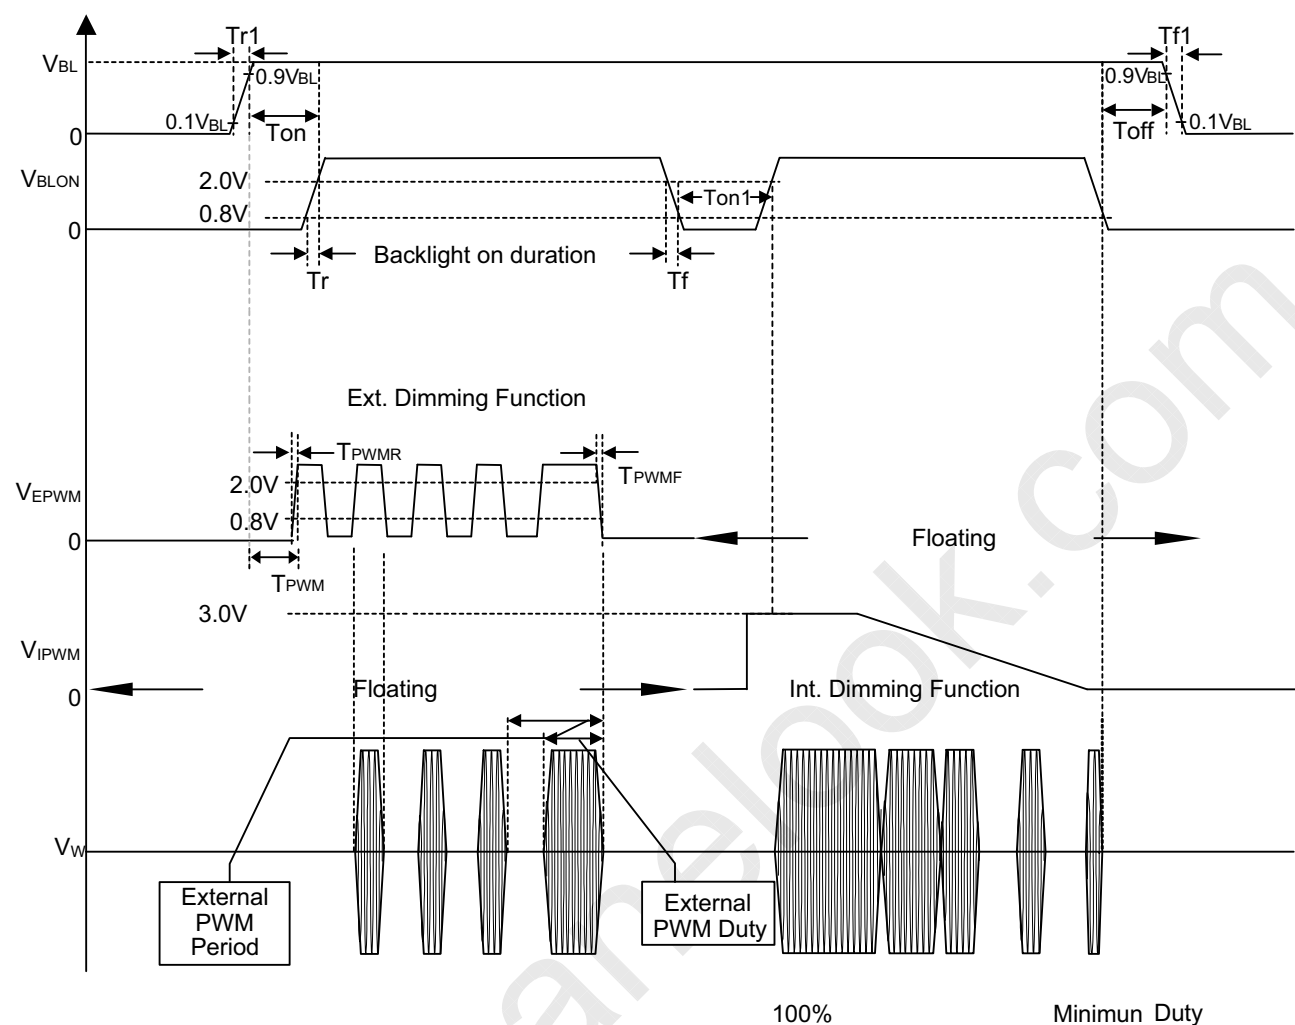 Tr1
Tf1
VBL
0.9VBL
0.9VBL
0.1VBL
Ton
Toff
0.1VBL
0
VBLON
2.0V
Ton1
0.8V
0
Backlight on duration
Tr
Tf
Ext. Dimming Function
TPWMR
TPWMF
VEPWM
2.0V
0.8V
0
Floating
TPWM
3.0V
VIPWM
0
Floating
Int. Dimming Function
VW
External
PWM
Period
External
PWM Duty
100%
Minimun Duty
anelook.com